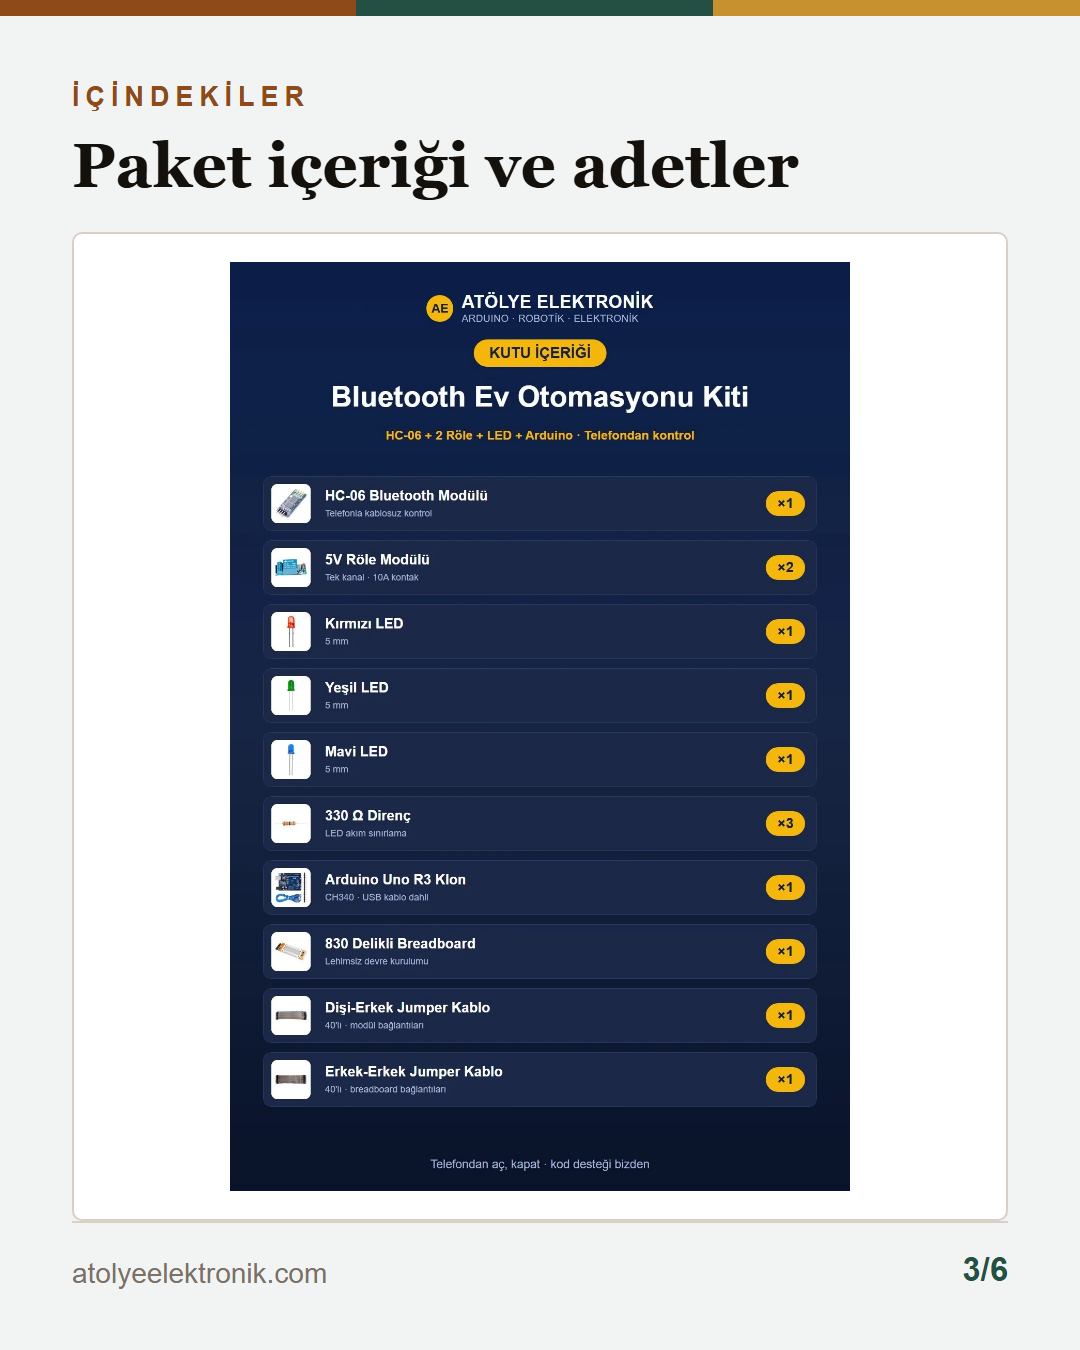 İÇİNDEKİLER
Paket içeriği ve adetler
AE
ATÖLYE ELEKTRONİK
ARDUINO · ROBOTİK · ELEKTRONİK
KUTU İÇERİĞİ
Bluetooth Ev Otomasyonu Kiti
HC-06 + 2 Röle + LED + Arduino · Telefondan kontrol
HC-06 Bluetooth Modülü
Telefonla kablosuz kontrol
×1
5V Röle Modülü
Tek kanal · 10A kontak
×2
Kırmızı LED
5 mm
×1
Yeşil LED
5 mm
×1
Mavi LED
5 mm
×1
330 Ω Direnç
LED akım sınırlama
×3
Arduino Uno R3 Klon
CH340 · USB kablo dahil
×1
830 Delikli Breadboard
Lehimsiz devre kurulumu
×1
Dişi-Erkek Jumper Kablo
40'lı · modül bağlantıları
×1
Erkek-Erkek Jumper Kablo
40'lı · breadboard bağlantıları
×1
Telefondan aç, kapat · kod desteği bizden
atolyeelektronik.com
3/6